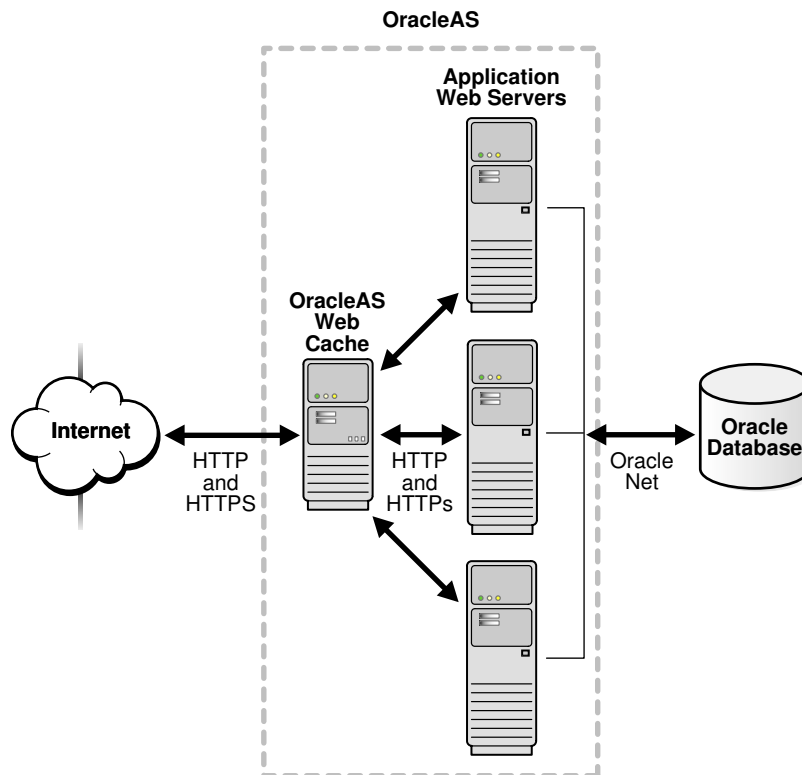 OracleAS
Application
Web Servers
OracleAS
Web
Cache
Internet
HTTP
and
HTTPS
HTTP
and
HTTPs
Oracle
Net
Oracle
Database